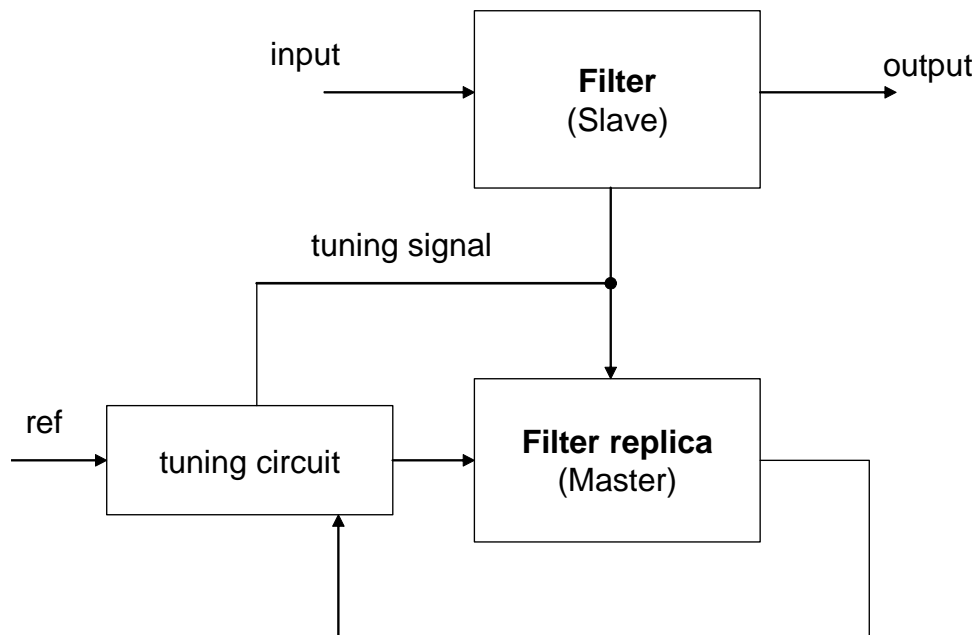 input
Filter
(Slave)
output
tuning signal
ref
tuning circuit
Filter replica
(Master)